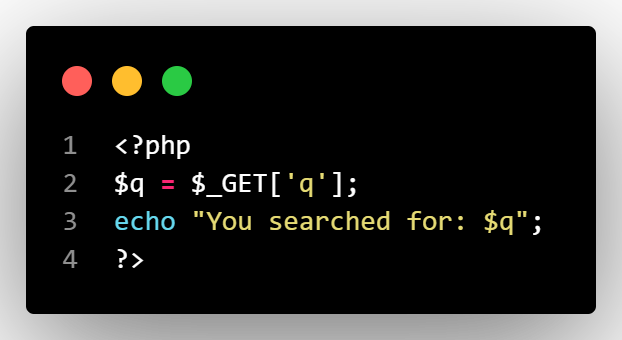 1 <?php
2 $q = $_GET['q'];
3 echo "You searched for: $q";
4 ?>